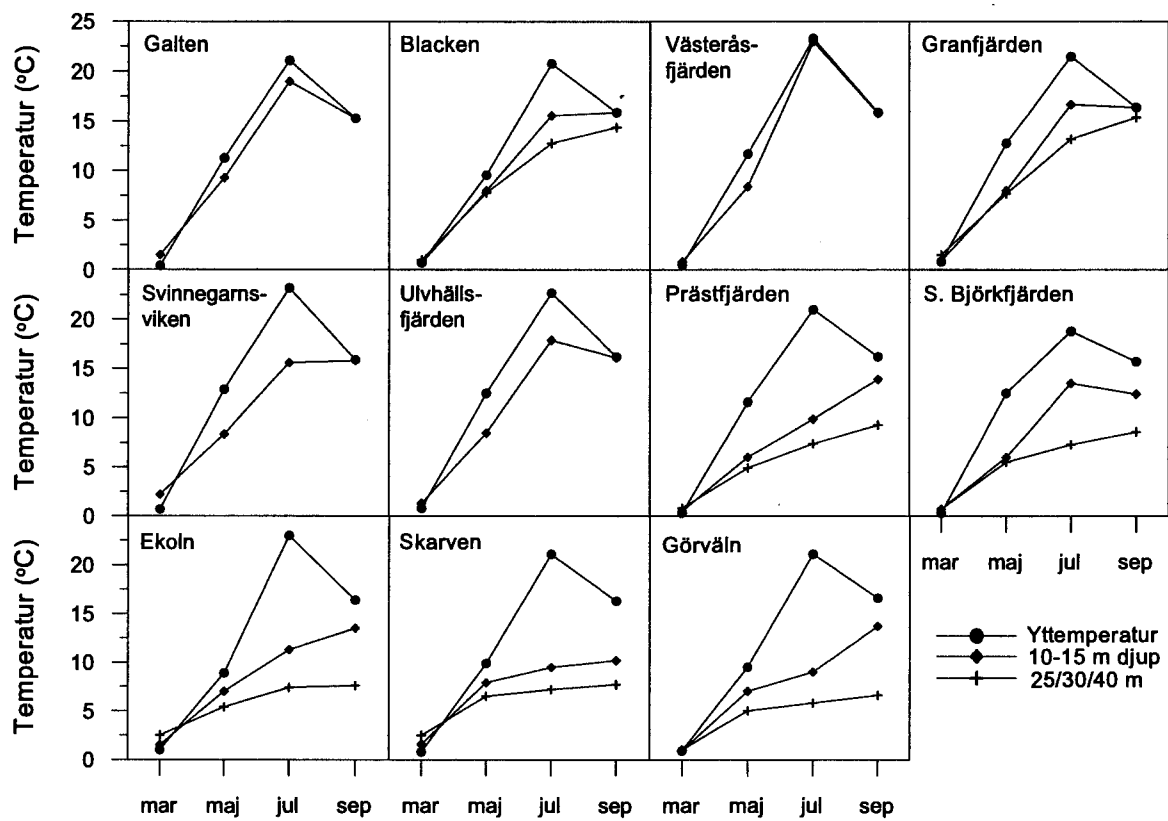 25
20
15
10
5
0
Temperatur (ºC)
Galten
Blacken
Västerås-
fjärden
Granfjärden
20
15
10
5
0
Temperatur (ºC)
Svinnegarns-
viken
Ulvhälls-
fjärden
Prästfjärden
S. Björkfjärden
20
15
10
5
0
Temperatur (ºC)
Ekoln
Skarven
Görväln
mar maj jul sep
Yttemperatur
10-15 m djup
25/30/40 m
mar maj jul sep mar maj jul sep mar maj jul sep